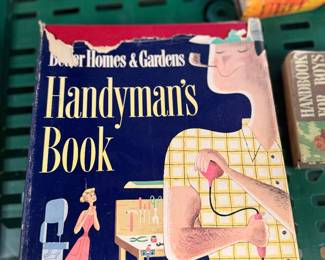 Better Homes & Gardens
Handyman's
Book
HANDBOOK